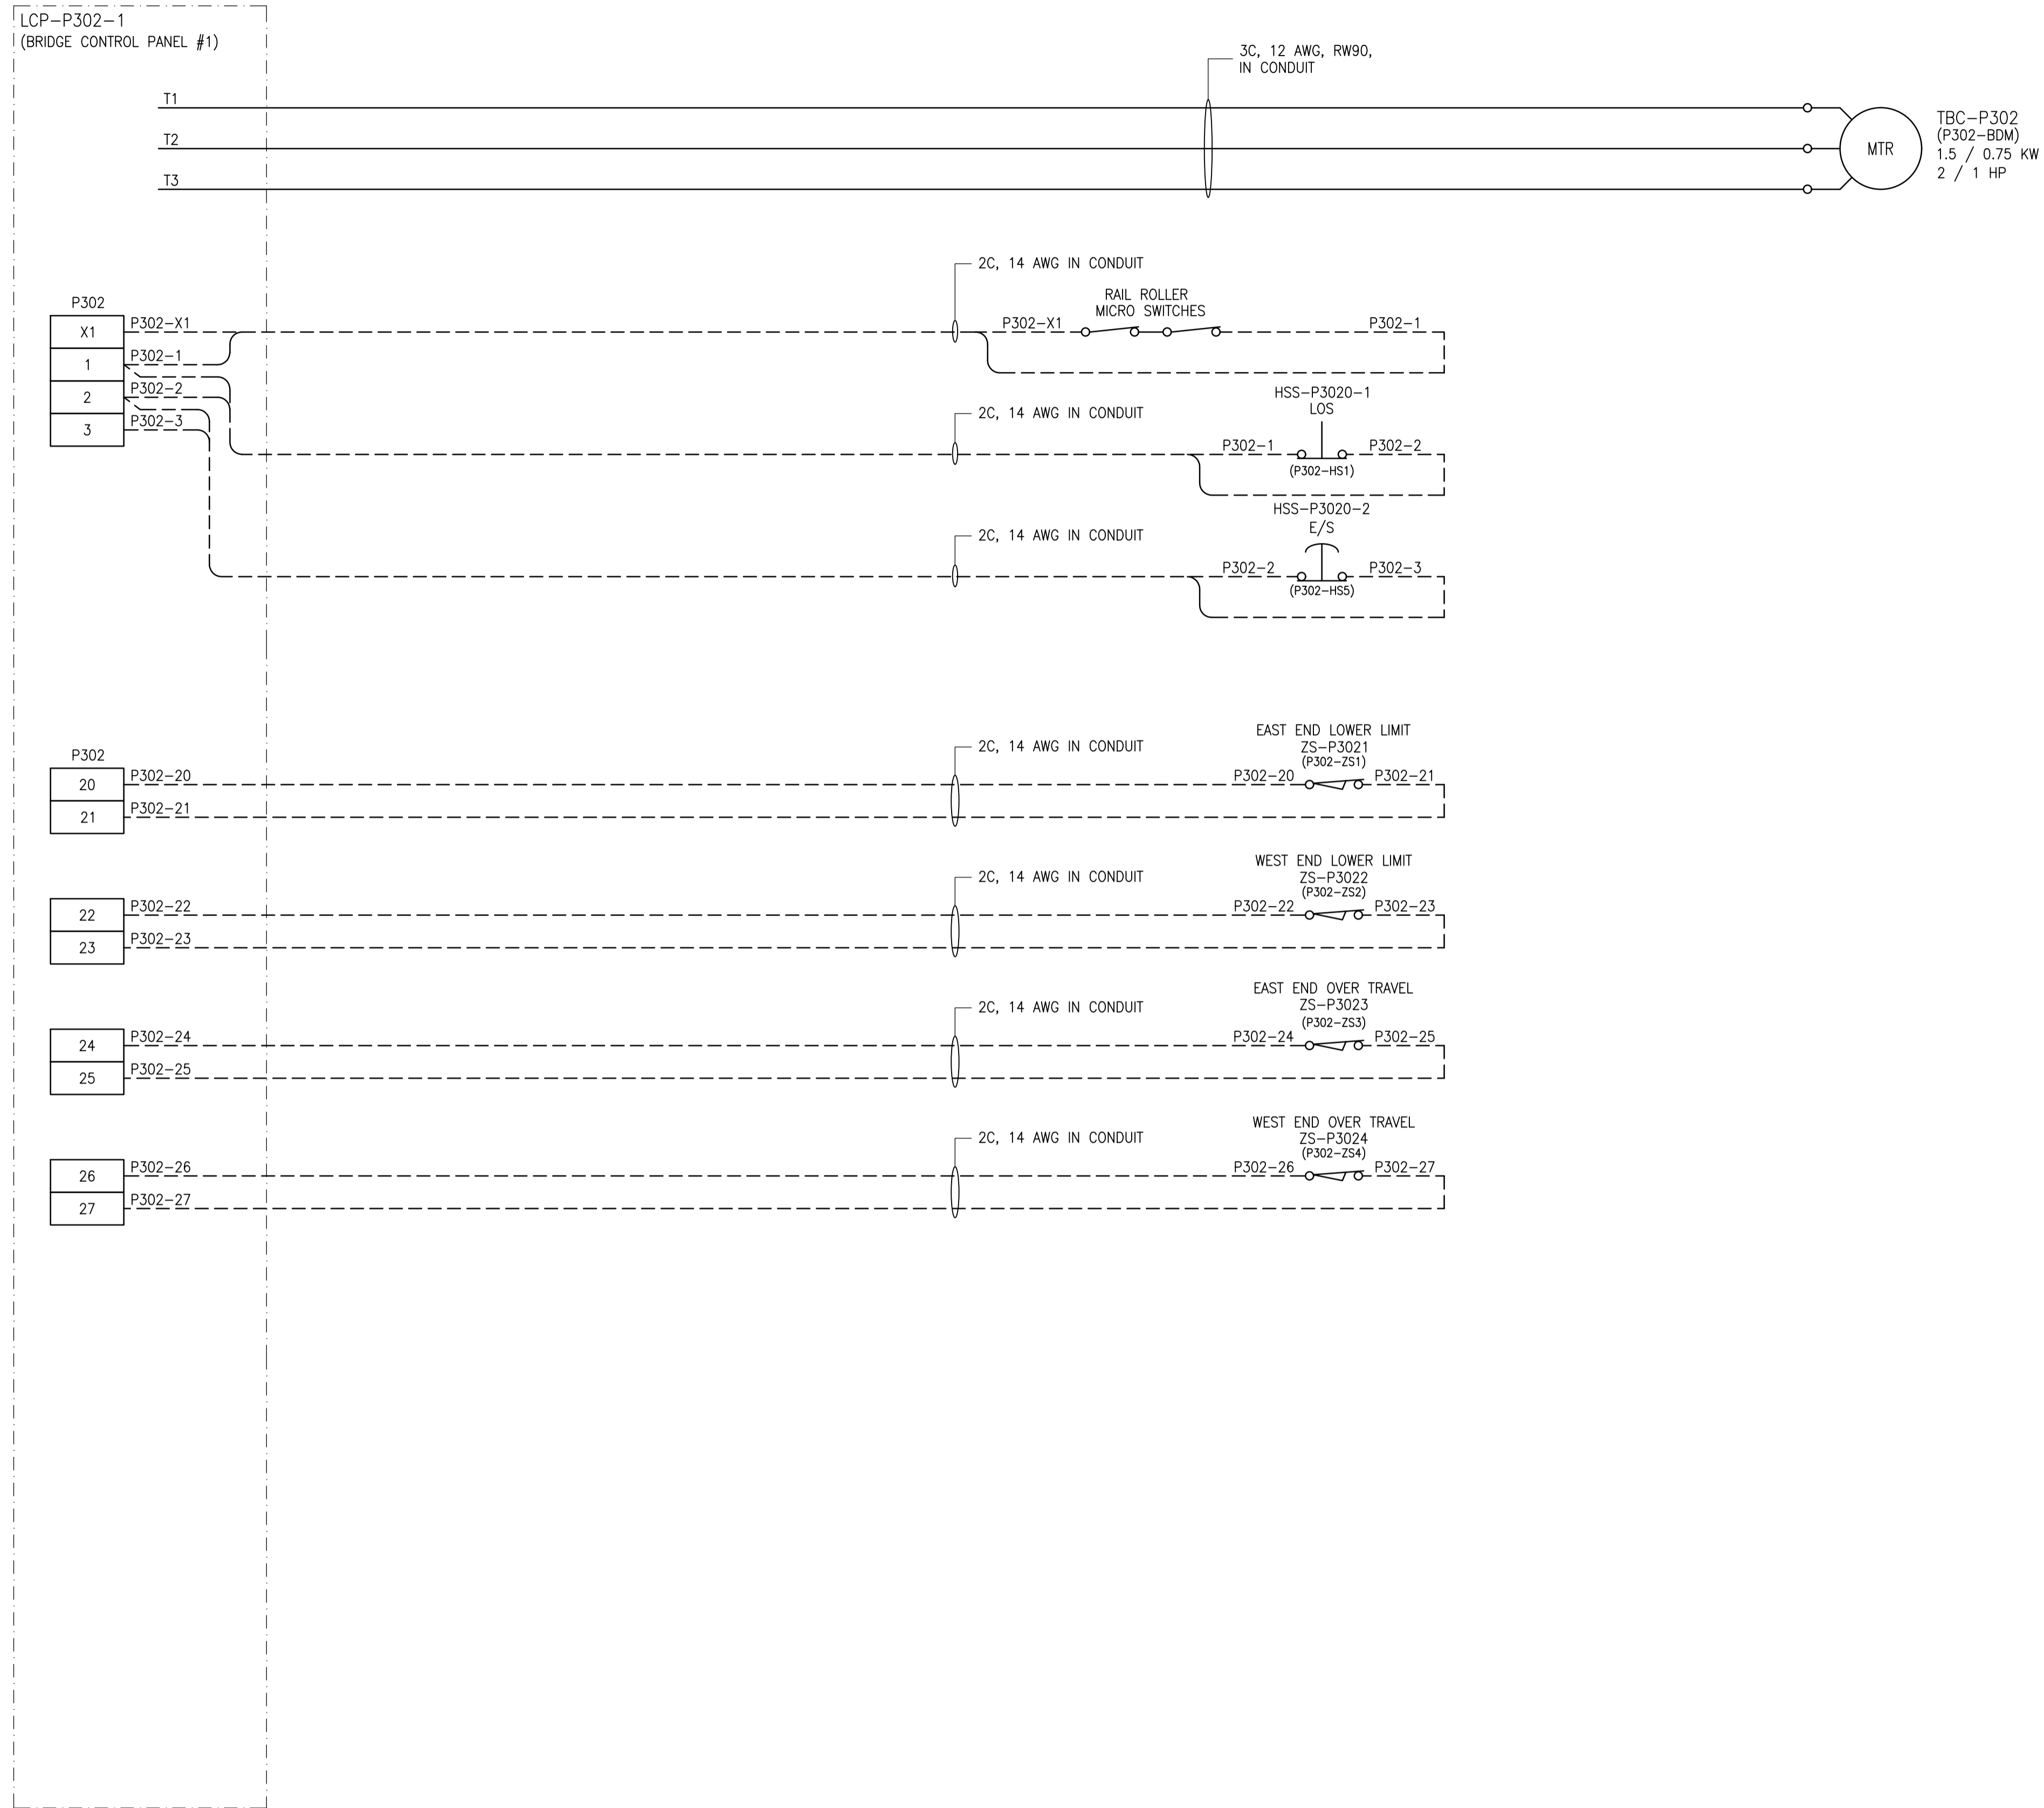 LCP-P302-1
(BRIDGE CONTROL PANEL #1)
3C, 12 AWG, RW90,
IN CONDUIT
T1
T2
T3
MTR
TBC-P302
(P302-BDM)
1.5 / 0.75 KW
2 / 1 HP
2C, 14 AWG IN CONDUIT
RAIL ROLLER
MICRO SWITCHES
P302
X1
P302-X1
P302-X1
P302-1
1
P302-1
2
P302-2
3
P302-3
2C, 14 AWG IN CONDUIT
HSS-P3020-1
LOS
P302-1
P302-2
(P302-HS1)
2C, 14 AWG IN CONDUIT
HSS-P3020-2
E/S
P302-2
P302-3
(P302-HS5)
2C, 14 AWG IN CONDUIT
EAST END LOWER LIMIT
ZS-P3021
(P302-ZS1)
P302
20
P302-20
P302-20
P302-21
21
P302-21
2C, 14 AWG IN CONDUIT
WEST END LOWER LIMIT
ZS-P3022
(P302-ZS2)
22
P302-22
P302-22
P302-23
23
P302-23
2C, 14 AWG IN CONDUIT
EAST END OVER TRAVEL
ZS-P3023
(P302-ZS3)
24
P302-24
P302-24
P302-25
25
P302-25
2C, 14 AWG IN CONDUIT
WEST END OVER TRAVEL
ZS-P3024
(P302-ZS4)
26
P302-26
P302-26
P302-27
27
P302-27